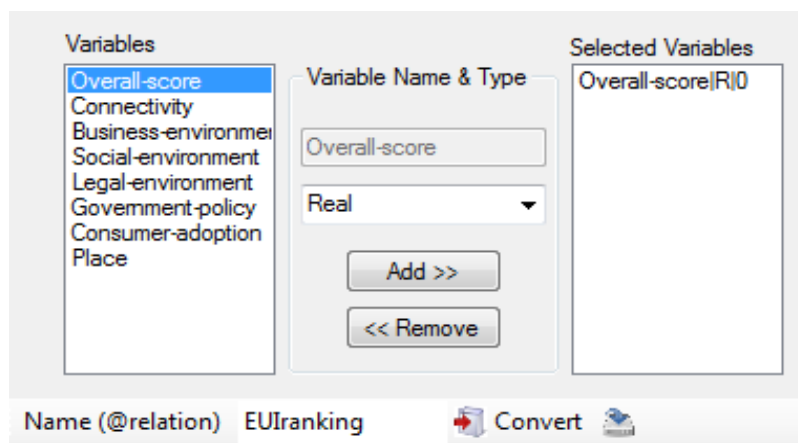 Variables
Overall-score
Connectivity
Business-environmer
Social-environment
Legal-environment
Government-policy
Consumer-adoption
Place
Variable Name & Type
Overall-score
Real
Add >>
<< Remove
Selected Variables
Overall-score|R|0
Name (@relation) EUIranking Convert